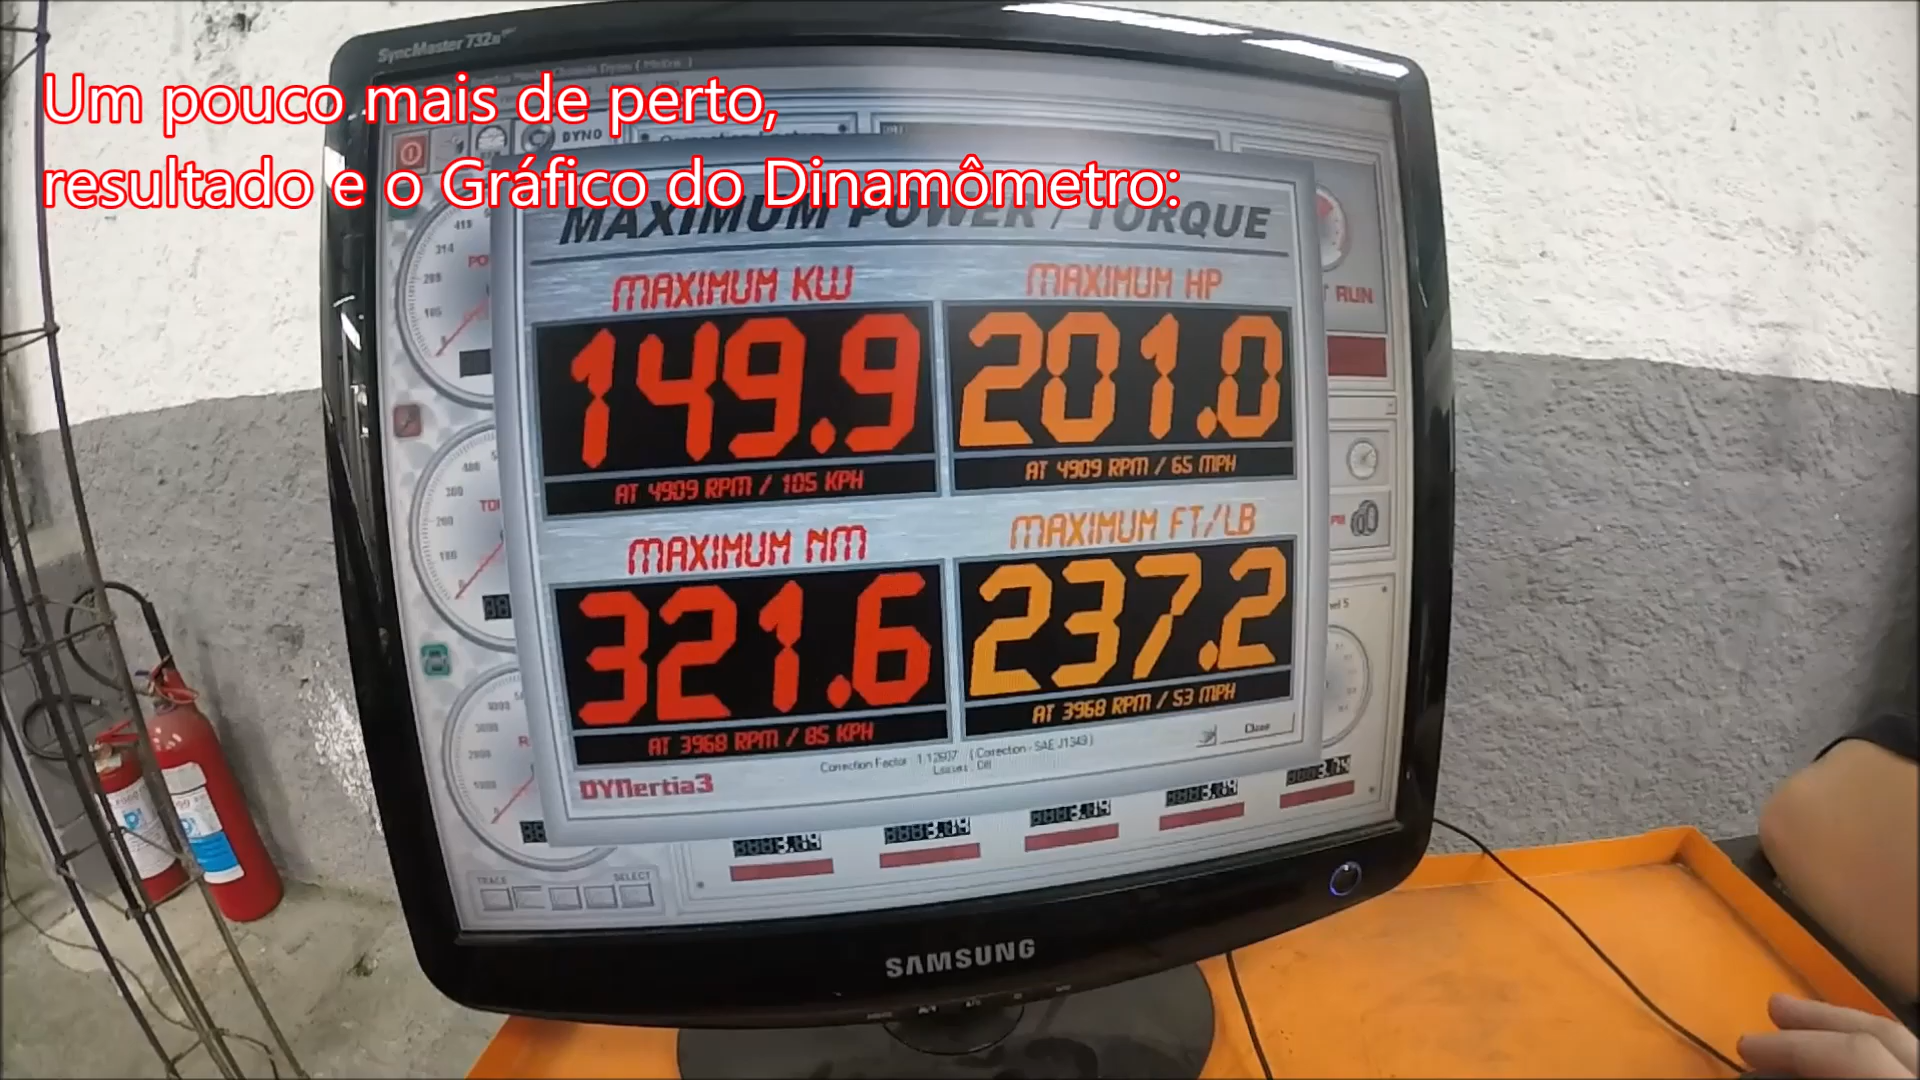 SyncMaster 732N
Um pouco mais de perto,
resultado e o Gráfico do Dinamômetro:
DYNO
MAXIMUM POWER / TORQUE
MAXIMUM KW
MAXIMUM HP
149.9
201.0
AT 4909 RPM / 105 KPH
AT 4909 RPM / 65 MPH
MAXIMUM NM
MAXIMUM FT/LB
321.6
237.2
AT 3968 RPM / 85 KPH
AT 3968 RPM / 53 MPH
Correction Factor 1.12607 (Correction - SAE J1349)
Close
DYNertia3
RUN
TRACE
SELECT
SAMSUNG